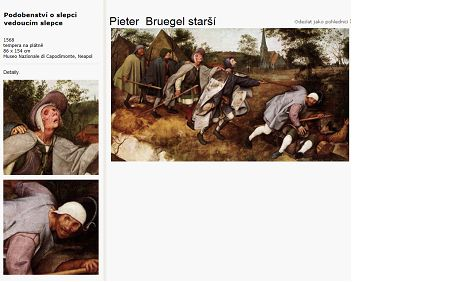 Podobenství o slepci
vedoucím slepce
1568
tempera na plátně
86 x 154 cm
Museo Nazionale di Capodimonte, Neapol
Detaily:
Pieter Bruegel starší
Odeslat jako pohlednici